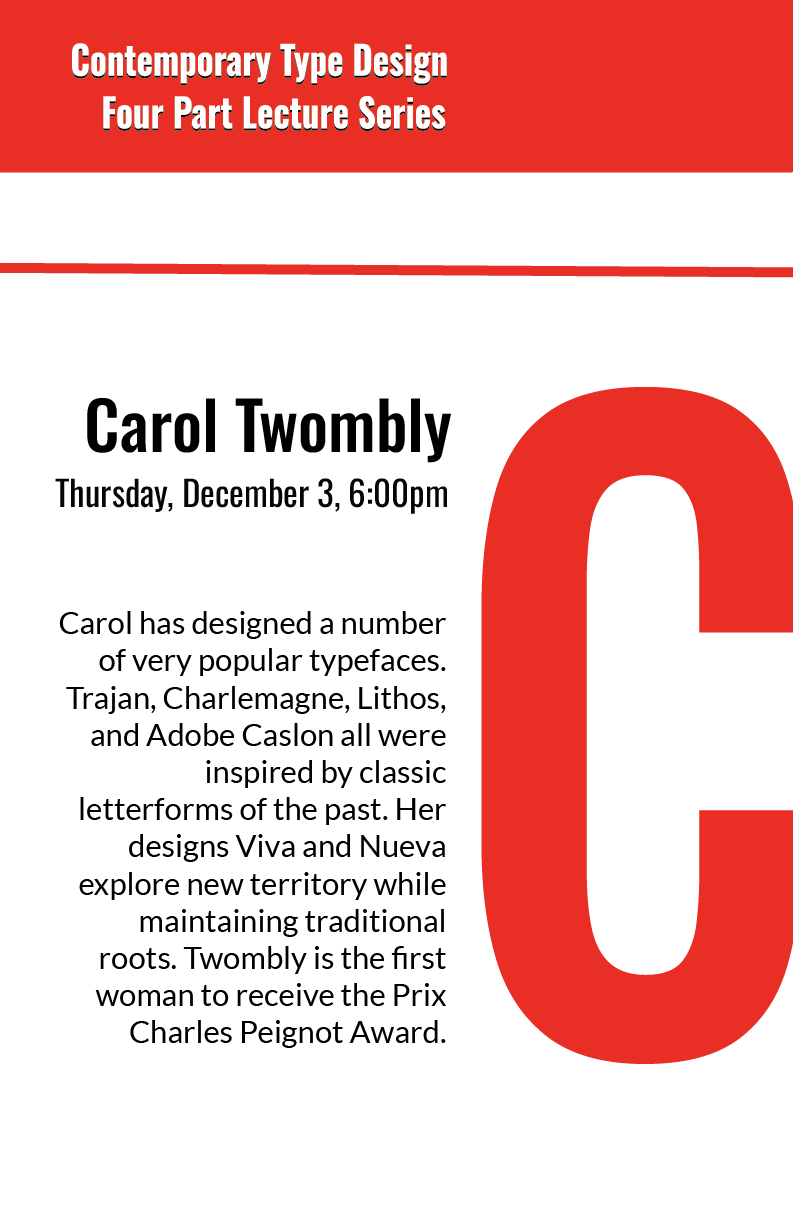 Contemporary Type Design
Four Part Lecture Series
Carol Twombly
Thursday, December 3, 6:00pm
Carol has designed a number
of very popular typefaces.
Trajan, Charlemagne, Lithos,
and Adobe Caslon all were
inspired by classic
letterforms of the past. Her
designs Viva and Nueva
explore new territory while
maintaining traditional
roots. Twombly is the first
woman to receive the Prix
Charles Peignot Award.
C